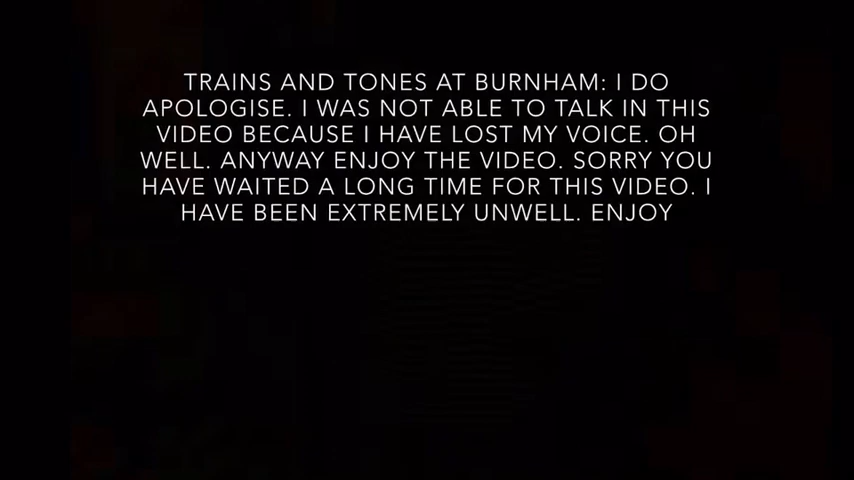 TRAINS AND TONES AT BURNHAM: I DO
APOLOGISE. I WAS NOT ABLE TO TALK IN THIS
VIDEO BECAUSE I HAVE LOST MY VOICE. OH
WELL. ANYWAY ENJOY THE VIDEO. SORRY YOU
HAVE WAITED A LONG TIME FOR THIS VIDEO. I
HAVE BEEN EXTREMELY UNWELL. ENJOY